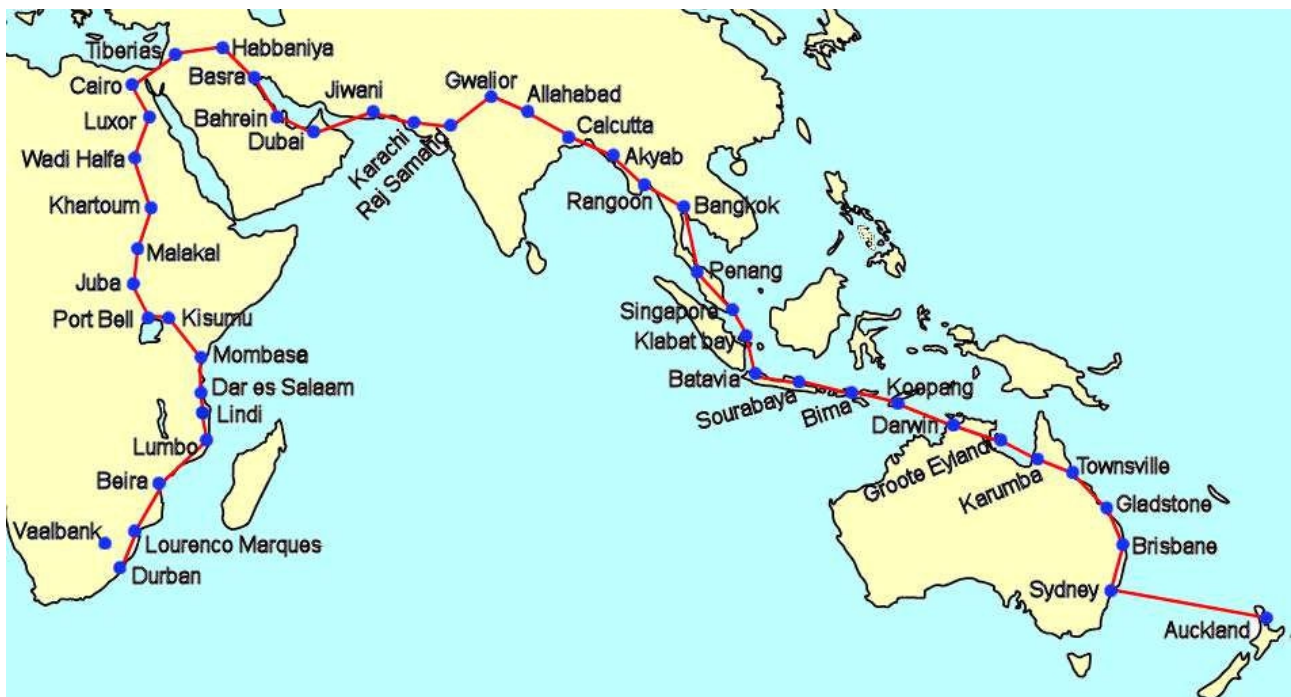 Tiberias
Habbaniya
Cairo
Basra
Luxor
Bahrein
Dubai
Jiwani
Karachi
Raj Samand
Gwalior
Allahabad
Calcutta
Akyab
Rangoon
Bangkok
Wadi Halfa
Khartoum
Malakal
Juba
Port Bell
Kisumu
Mombasa
Dar es Salaam
Lindi
Lumbo
Beira
Vaalbank
Lourenco Marques
Durban
Penang
Singapore
Klabat bay
Batavia
Sourabaya
Bima
Koepang
Darwin
Groote Eyland
Karumba
Townsville
Gladstone
Brisbane
Sydney
Auckland